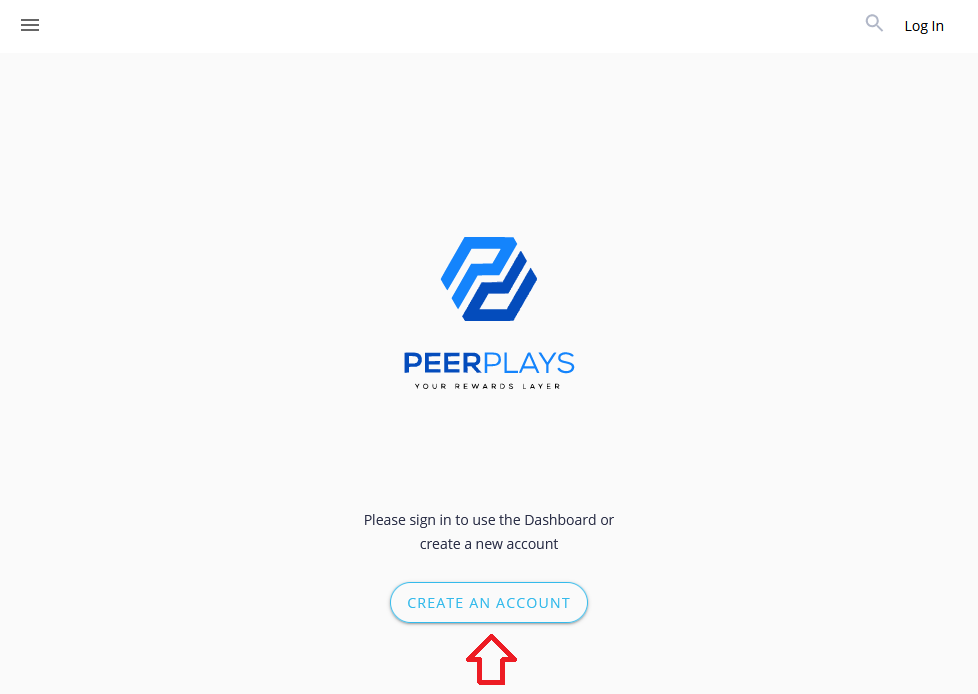 Log In
PEERPLAYS
YOUR REWARDS LAYER
Please sign in to use the Dashboard or
create a new account
CREATE AN ACCOUNT